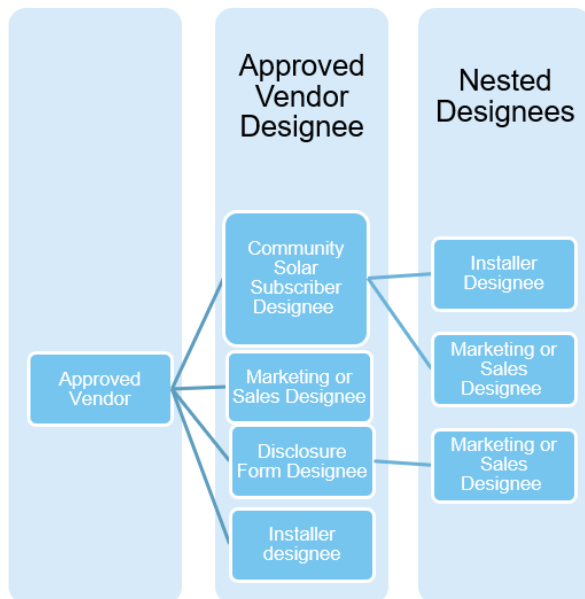 Approved
Vendor
Designee
Nested
Designees
Community
Solar
Subscriber
Designee
Installer
Designee
Approved
Vendor
Marketing or
Sales Designee
Marketing or
Sales
Designee
Disclosure
Form Designee
Marketing or
Sales
Designee
Installer
designee